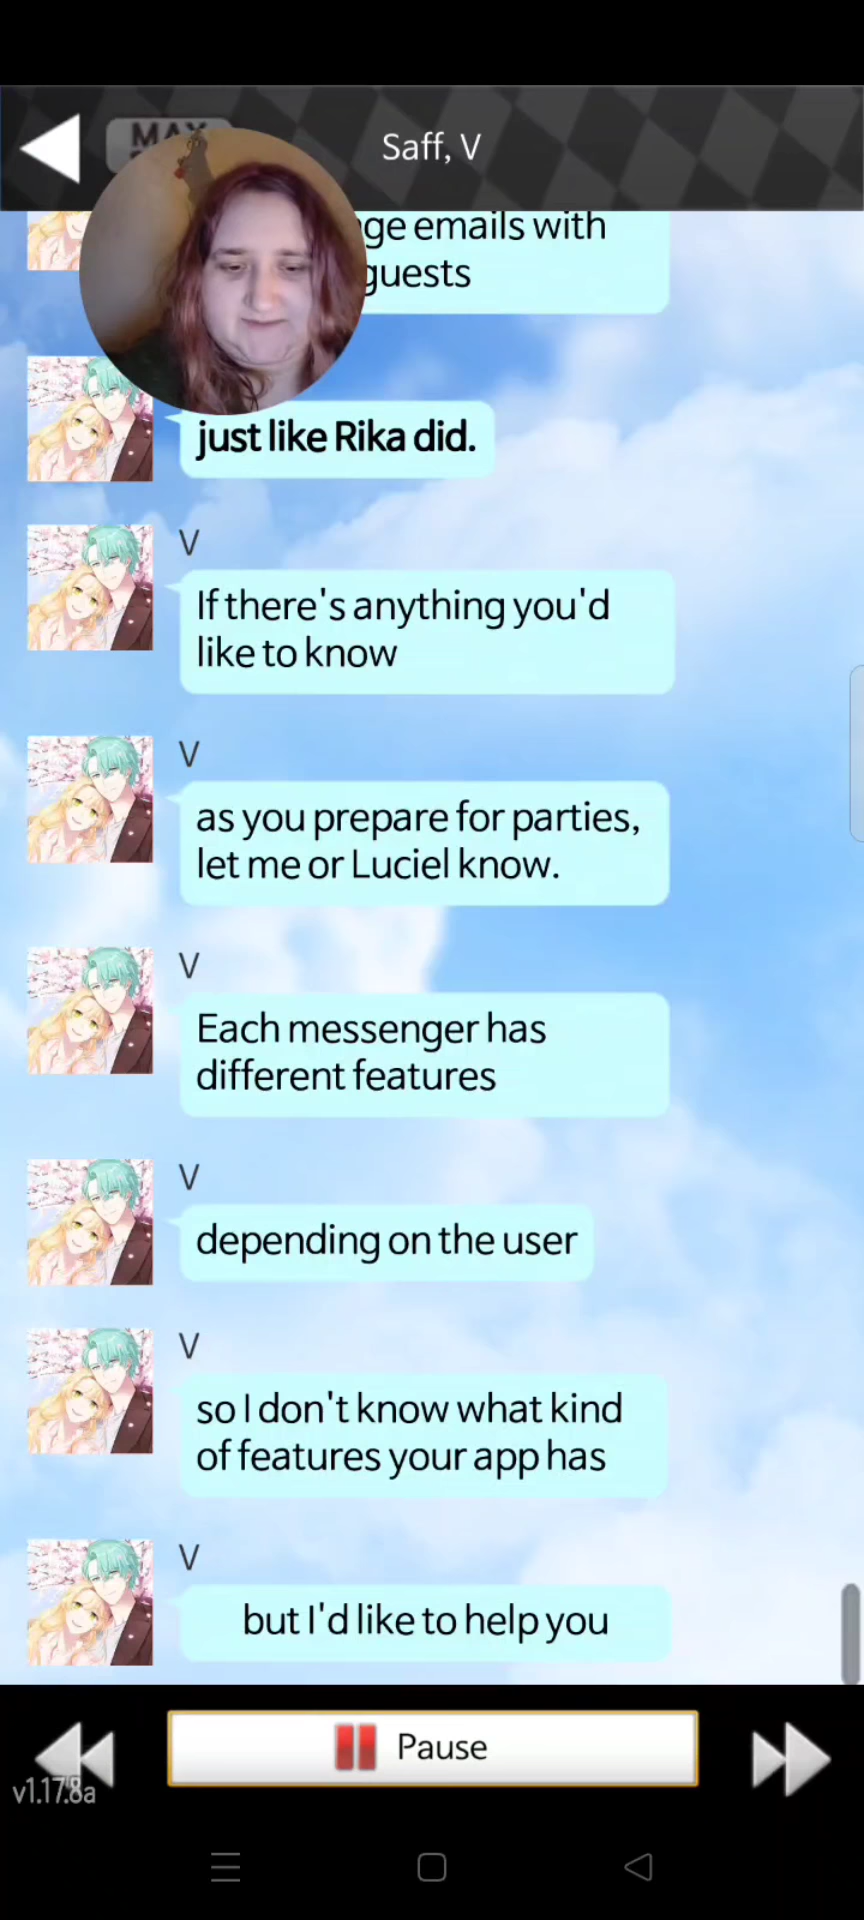 MAX
Saff, V
ge emails with
guests
just like Rika did.
V
If there's anything you'd
like to know
V
as you prepare for parties,
let me or Luciel know.
V
Each messenger has
different features
V
depending on the user
V
so I don't know what kind
of features your app has
V
but I'd like to help you
Pause
v1.17.8a